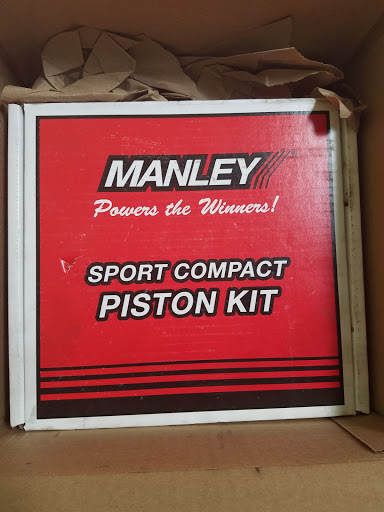 MANLEY
Powers the Winners!
SPORT COMPACT
PISTON KIT